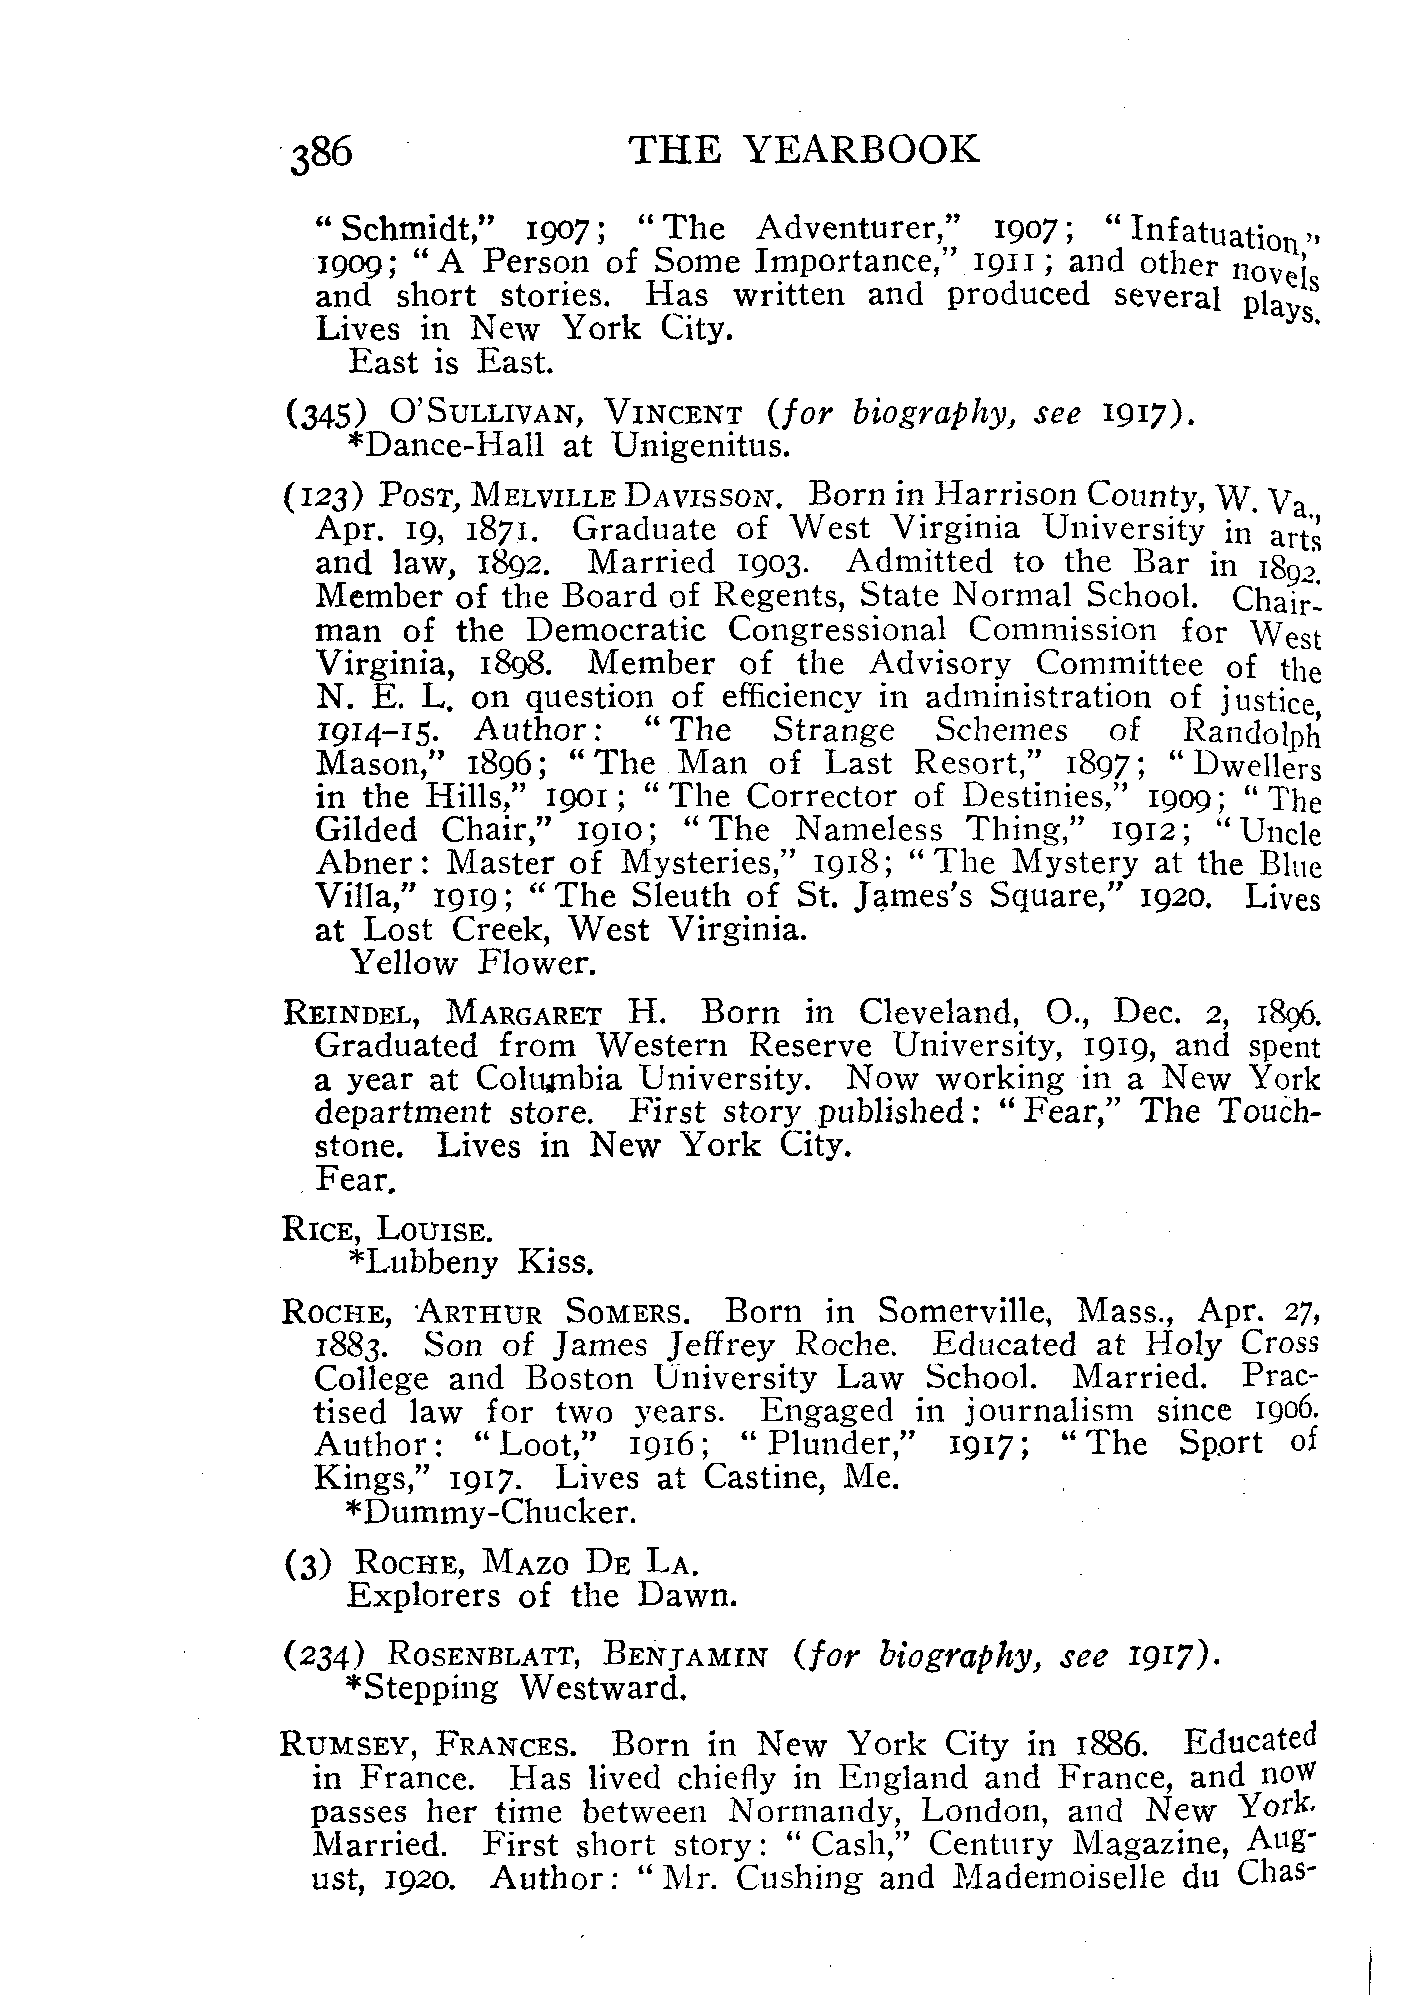 386 THE YEARBOOK
"Schmidt," 1907; "The Adventurer," 1907; "Infatuation,"
1909; "A Person of Some Importance," 1911; and other novels
and short stories. Has written and produced several plays.
Lives in New York City.
East is East.
(345) O'SULLIVAN, VINCENT (for biography, see 1917).
*Dance-Hall at Unigenitus.
(123) POST, MELVILLE DAVISSON. Born in Harrison County, W. Va.,
Apr. 19, 1871. Graduate of West Virginia University in arts
and law, 1892. Married 1903. Admitted to the Bar in 1892.
Member of the Board of Regents, State Normal School. Chair-
man of the Democratic Congressional Commission for West
Virginia, 1898. Member of the Advisory Committee of the
N. E. L. on question of efficiency in administration of justice,
1914-15. Author: "The Strange Schemes of Randolph
Mason," 1896; "The Man of Last Resort," 1897; "Dwellers
in the Hills," 1901; "The Corrector of Destinies," 1909; "The
Gilded Chair," 1910; "The Nameless Thing," 1912; "Uncle
Abner: Master of Mysteries," 1918; "The Mystery at the Blue
Villa," 1919; "The Sleuth of St. James's Square," 1920. Lives
at Lost Creek, West Virginia.
Yellow Flower.
REINDEL, MARGARET H. Born in Cleveland, O., Dec. 2, 1896.
Graduated from Western Reserve University, 1919, and spent
a year at Columbia University. Now working in a New York
department store. First story published: "Fear," The Touch-
stone. Lives in New York City.
Fear.
RICE, LOUISE.
*Lubbeny Kiss.
ROCHE, ARTHUR SOMERS. Born in Somerville, Mass., Apr. 27,
1883. Son of James Jeffrey Roche. Educated at Holy Cross
College and Boston University Law School. Married. Prac-
tised law for two years. Engaged in journalism since 1906.
Author: "Loot," 1916; "Plunder," 1917; "The Sport of
Kings," 1917. Lives at Castine, Me.
*Dummy-Chucker.
(3) ROCHE, MAZO DE LA.
Explorers of the Dawn.
(234) ROSENBLATT, BENJAMIN (for biography, see 1917).
*Stepping Westward.
RUMSEY, FRANCES. Born in New York City in 1886. Educated
in France. Has lived chiefly in England and France, and now
passes her time between Normandy, London, and New York.
Married. First short story: "Cash," Century Magazine, Aug-
ust, 1920. Author: "Mr. Cushing and Mademoiselle du Chas-